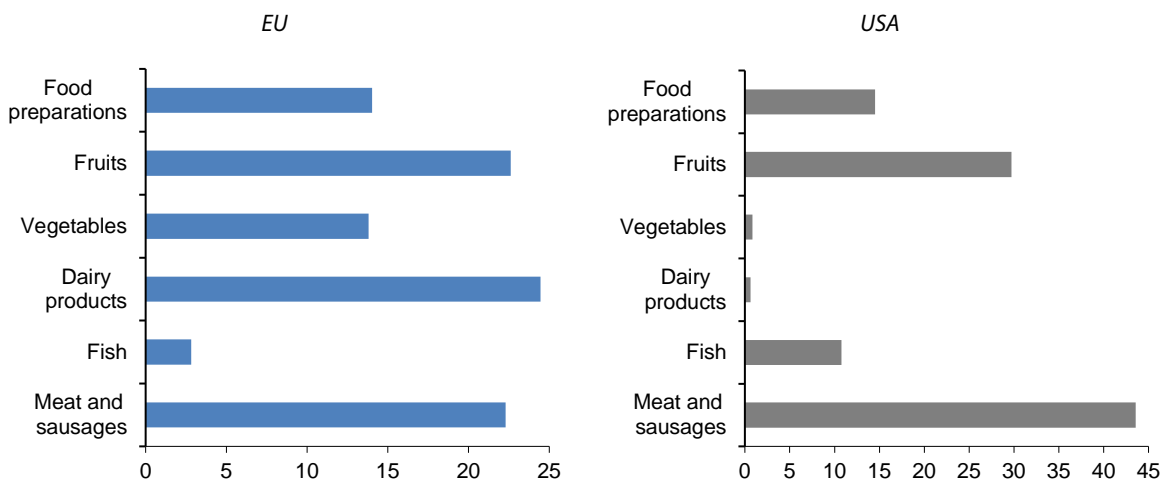 EU
Food
preparations
Fruits
Vegetables
Dairy
products
Fish
Meat and
sausages
0 5 10 15 20 25
USA
Food
preparations
Fruits
Vegetables
Dairy
products
Fish
Meat and
sausages
0 5 10 15 20 25 30 35 40 45